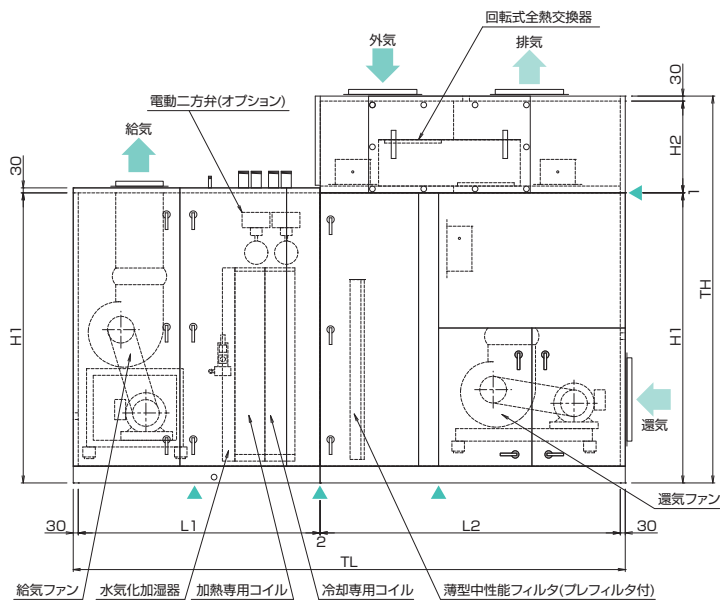 回転式全熱交換器
外気
排気
電動二方弁(オプション)
給気
30
30
H2
1
TH
H1
H1
還気
還気ファン
30
L1
2
L2
30
TL
給気ファン
水気化加湿器
加熱専用コイル
冷却専用コイル
薄型中性能フィルタ(プレフィルタ付)